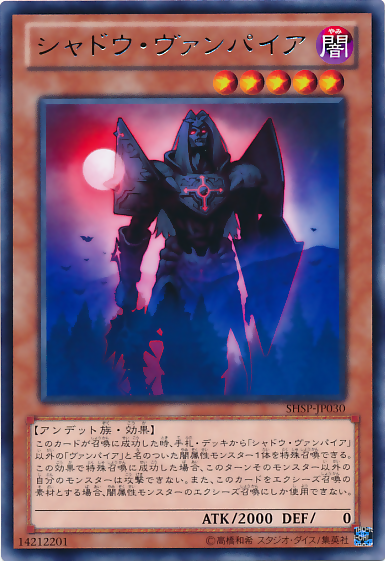 シャドウ・ヴァンパイア
闇
SHSP-JP030
【アンデット族・効果】
このカードが召喚に成功した時、手札・デッキから「シャドウ・ヴァンパイア」
以外の「ヴァンパイア」と名のついた闇属性モンスター1体を特殊召喚できる。
この効果で特殊召喚に成功した場合、このターンそのモンスター以外の
自分のモンスターは攻撃できない。また、このカードをエクシーズ召喚の
素材とする場合、闇属性モンスターのエクシーズ召喚にしか使用できない。
ATK/2000 DEF/ 0
14212201
©高橋和希 スタジオ・ダイス/集英社